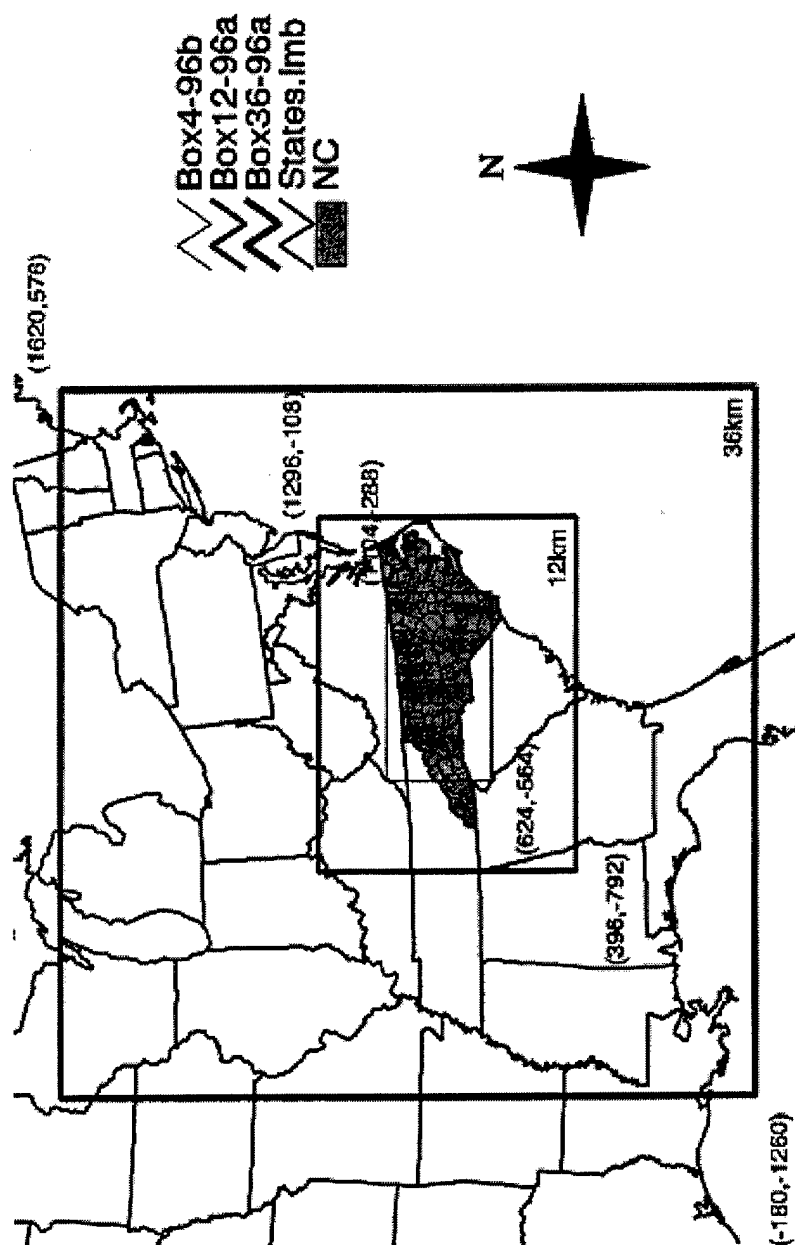 Box4-96b
Box12-96a
Box36-96a
States.lmb
NC
N
(1620,576)
(1296,-108)
36km
12km
(624,-564)
(396,-792)
(-180,-1260)